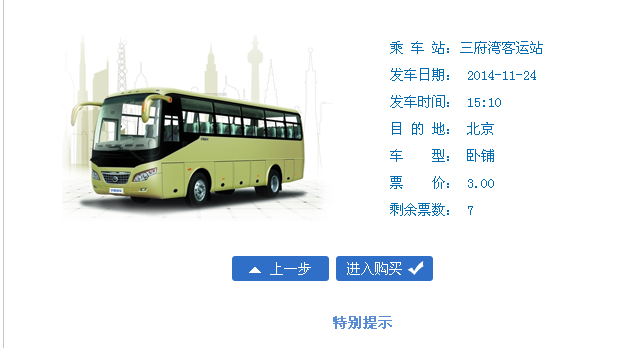 乘 车 站： 三府湾客运站
发车日期： 2014-11-24
发车时间： 15:10
目 的 地： 北京
车 型： 卧铺
票 价： 3.00
剩余票数： 7
上一步 进入购买
特别提示